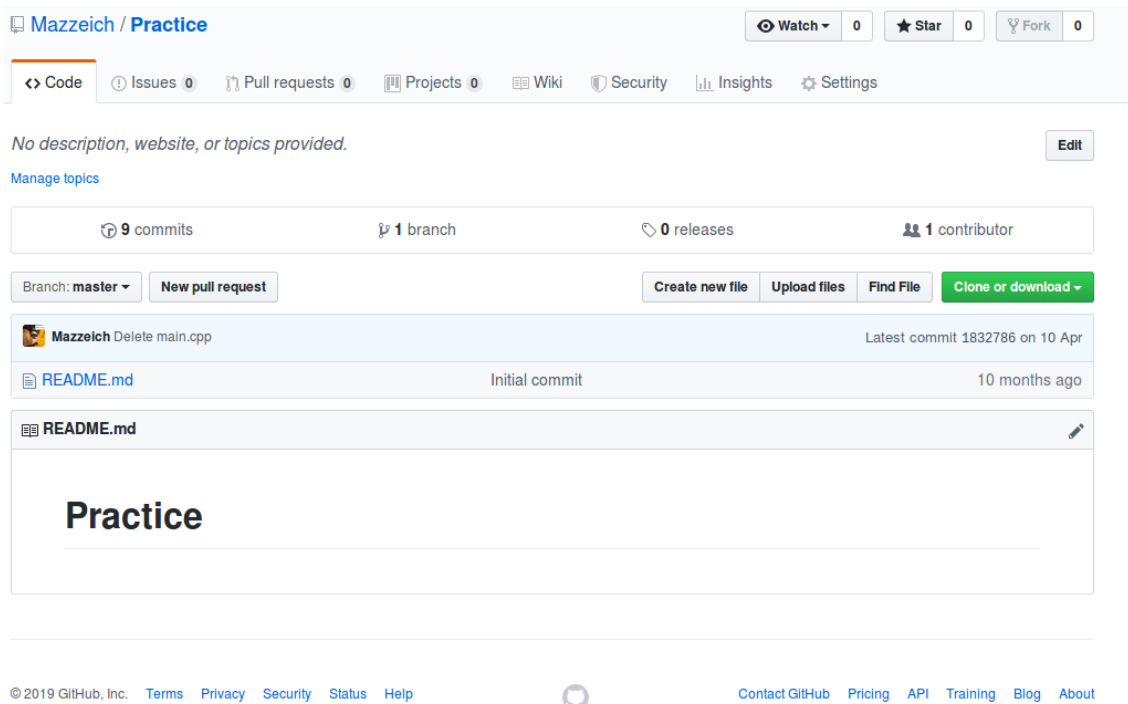 Mazzeich / Practice Watch 0 Star 0 Fork 0
Code Issues 0 Pull requests 0 Projects 0 Wiki Security Insights Settings
No description, website, or topics provided. Edit
Manage topics
9 commits 1 branch 0 releases 1 contributor
Branch: master New pull request Create new file Upload files Find File Clone or download
Mazzeich Delete main.cpp Latest commit 1832786 on 10 Apr
README.md Initial commit 10 months ago
README.md
Practice
© 2019 GitHub, Inc. Terms Privacy Security Status Help Contact GitHub Pricing API Training Blog About